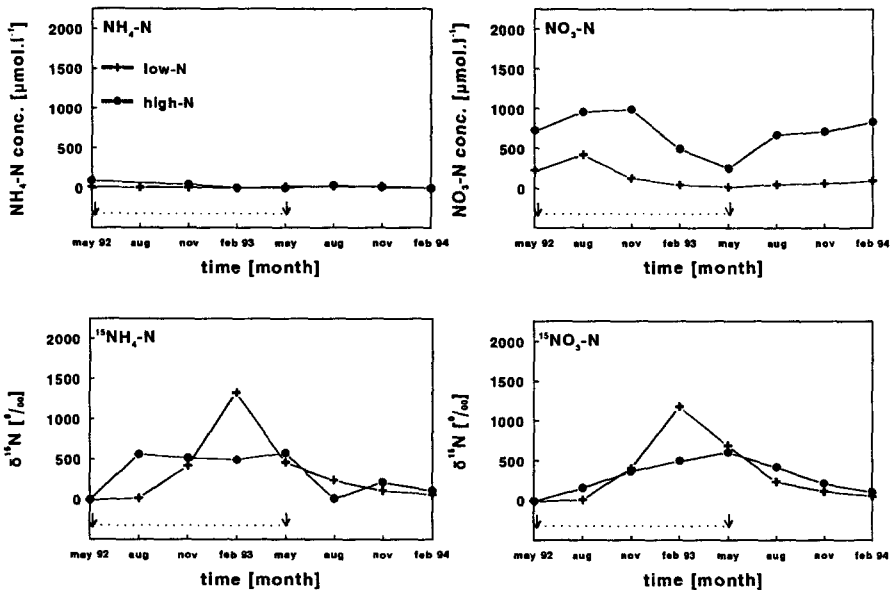 NH₄-N
2000
1500
1000
500
0
NH₄-N conc. [µmol.l⁻¹]
low-N
high-N
may 92 aug nov feb 93 may aug nov feb 94
time [month]
NO₃-N
2000
1500
1000
500
0
NO₃-N conc. [µmol.l⁻¹]
may 92 aug nov feb 93 may aug nov feb 94
time [month]
¹⁵NH₄-N
2000
1500
1000
500
0
δ¹⁵N [⁰/₀₀]
may 92 aug nov feb 93 may aug nov feb 94
time [month]
¹⁵NO₃-N
2000
1500
1000
500
0
δ¹⁵N [⁰/₀₀]
may 92 aug nov feb 93 may aug nov feb 94
time [month]